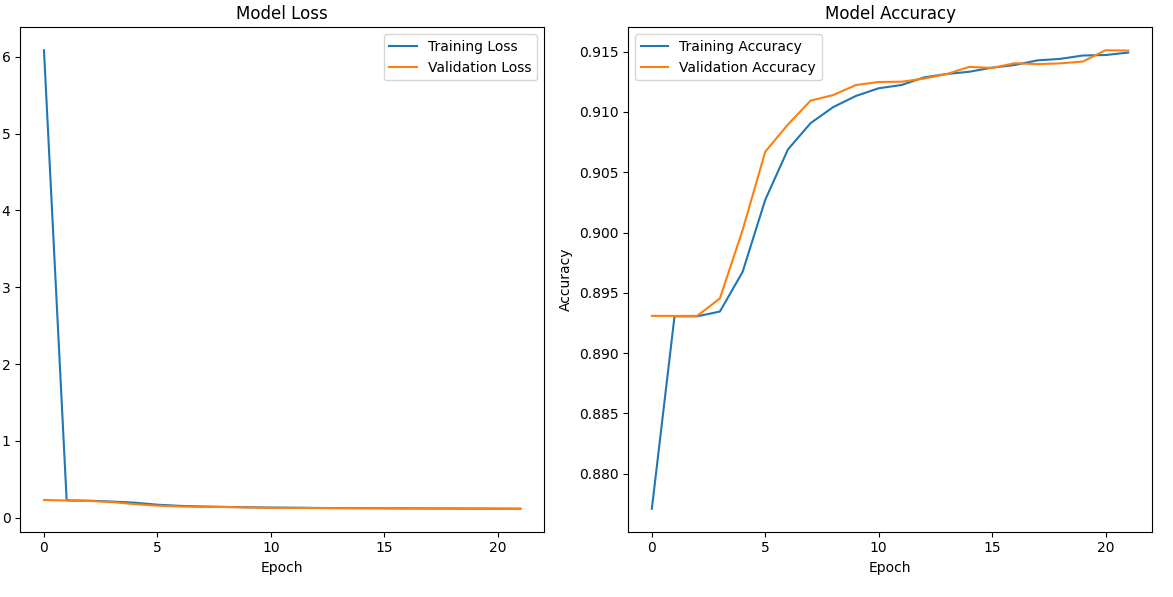 Model Loss
Training Loss
Validation Loss
6
5
4
3
2
1
0
0 5 10 15 20
Epoch
Model Accuracy
Training Accuracy
Validation Accuracy
Accuracy
0.915
0.910
0.905
0.900
0.895
0.890
0.885
0.880
0 5 10 15 20
Epoch